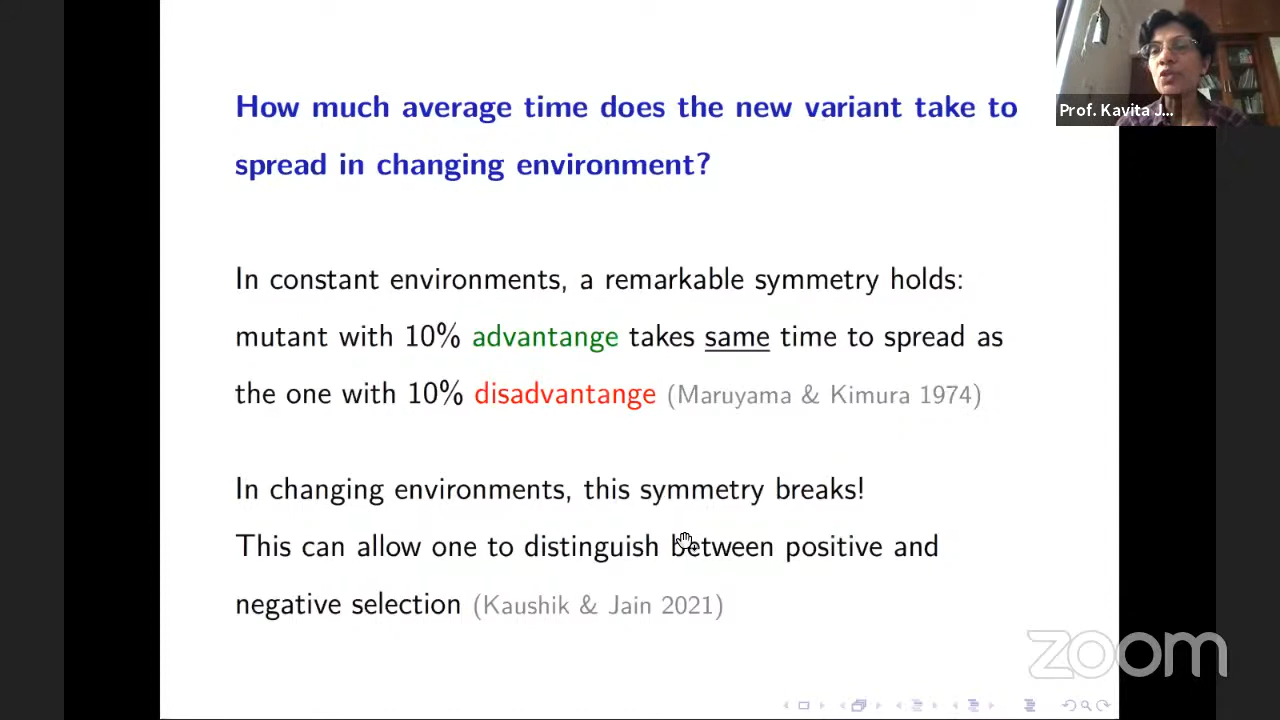 How much average time does the new variant take to
spread in changing environment?
Prof. Kavita J...
In constant environments, a remarkable symmetry holds:
mutant with 10% advantange takes same time to spread as
the one with 10% disadvantange (Maruyama & Kimura 1974)
In changing environments, this symmetry breaks!
This can allow one to distinguish between positive and
negative selection (Kaushik & Jain 2021)
zoom